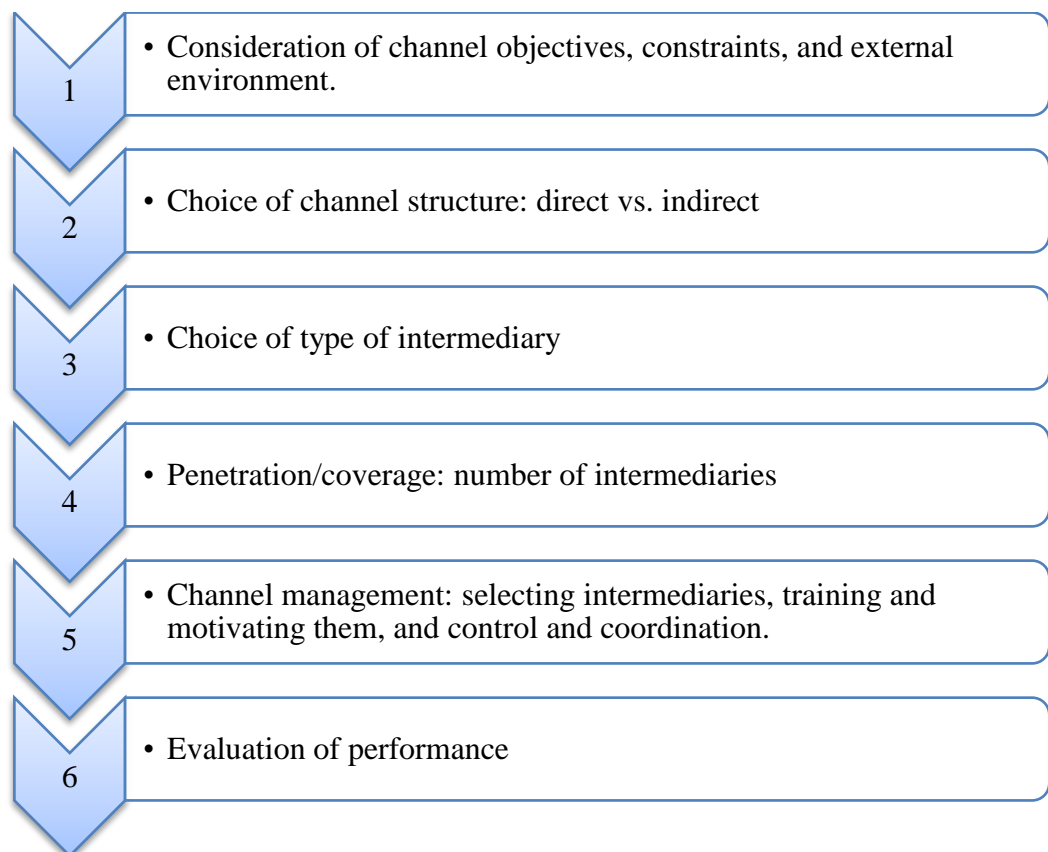 1
• Consideration of channel objectives, constraints, and external
environment.
2
• Choice of channel structure: direct vs. indirect
3
• Choice of type of intermediary
4
• Penetration/coverage: number of intermediaries
5
• Channel management: selecting intermediaries, training and
motivating them, and control and coordination.
6
• Evaluation of performance